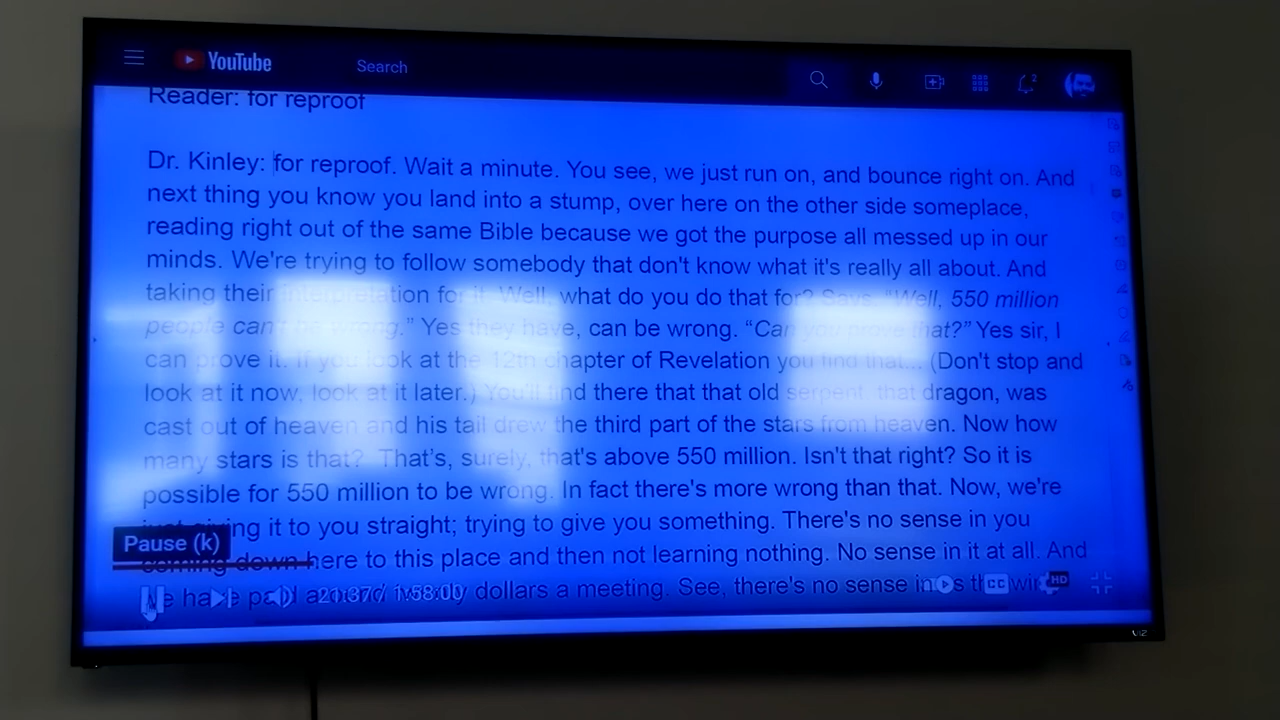 YouTube
Search
2
Reader: for reproof
Dr. Kinley: for reproof. Wait a minute. You see, we just run on, and bounce right on. And
next thing you know you land into a stump, over here on the other side someplace,
reading right out of the same Bible because we got the purpose all messed up in our
minds. We're trying to follow somebody that don't know what it's really all about. And
taking their interpretation for it. Well, what do you do that for? Says, “Well, 550 million
people can't be wrong.” Yes they have, can be wrong. “Can you prove that?” Yes sir, I
can prove it. If you look at the 12th chapter of Revelation you find that... (Don't stop and
look at it now, look at it later.) You'll find there that that old serpent, that dragon, was
cast out of heaven and his tail drew the third part of the stars from heaven. Now how
many stars is that? That's, surely, that's above 550 million. Isn't that right? So it is
possible for 550 million to be wrong. In fact there's more wrong than that. Now, we're
just giving it to you straight; trying to give you something. There's no sense in you
Pause (k)
coming down here to this place and then not learning nothing. No sense in it at all. And
we have paid dollars a meeting. See, there's no sense in
21:37 / 1:58:00
CC
HD